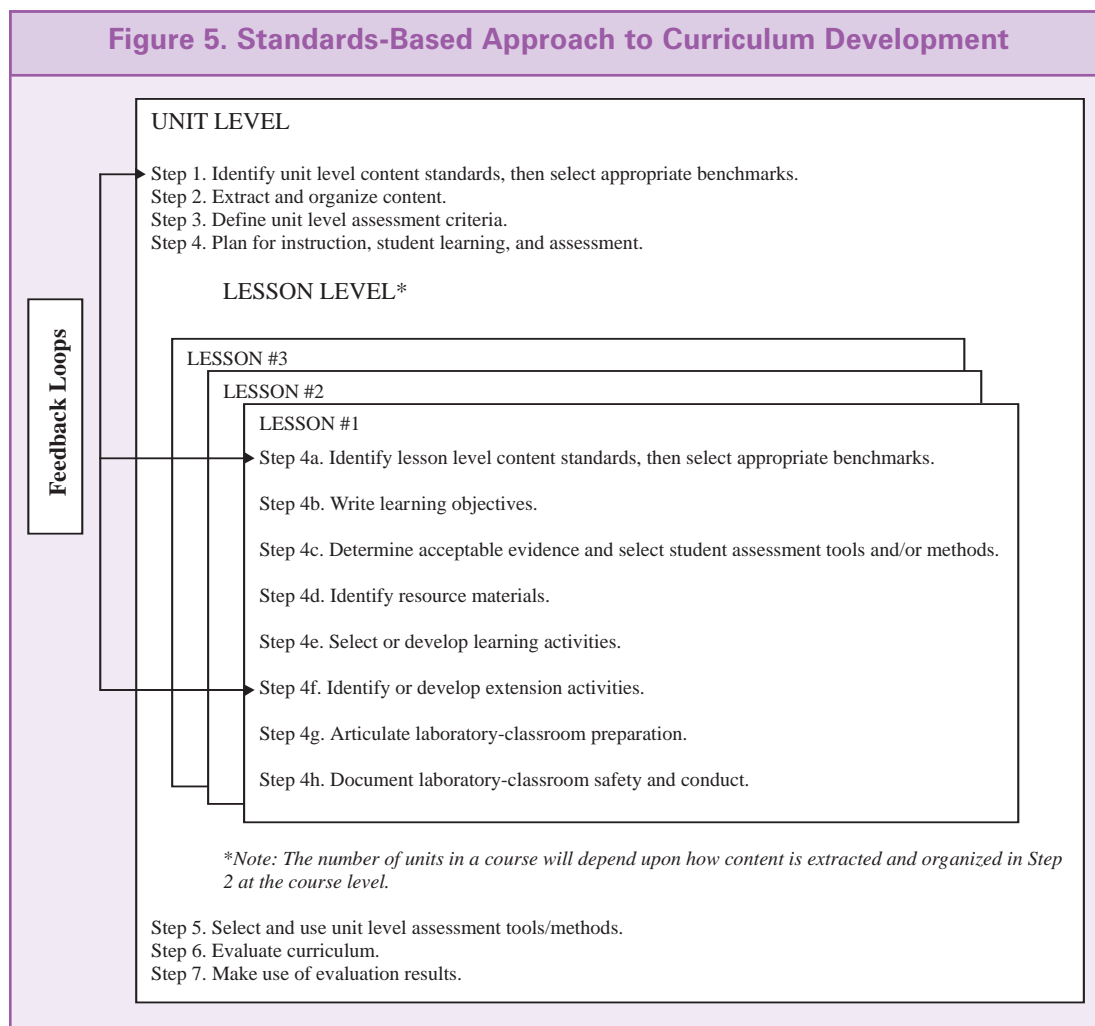 Figure 5. Standards-Based Approach to Curriculum Development
UNIT LEVEL
Step 1. Identify unit level content standards, then select appropriate benchmarks.
Step 2. Extract and organize content.
Step 3. Define unit level assessment criteria.
Step 4. Plan for instruction, student learning, and assessment.
LESSON LEVEL*
Feedback Loops
LESSON #3
LESSON #2
LESSON #1
Step 4a. Identify lesson level content standards, then select appropriate benchmarks.
Step 4b. Write learning objectives.
Step 4c. Determine acceptable evidence and select student assessment tools and/or methods.
Step 4d. Identify resource materials.
Step 4e. Select or develop learning activities.
Step 4f. Identify or develop extension activities.
Step 4g. Articulate laboratory-classroom preparation.
Step 4h. Document laboratory-classroom safety and conduct.
*Note: The number of units in a course will depend upon how content is extracted and organized in Step
2 at the course level.
Step 5. Select and use unit level assessment tools/methods.
Step 6. Evaluate curriculum.
Step 7. Make use of evaluation results.